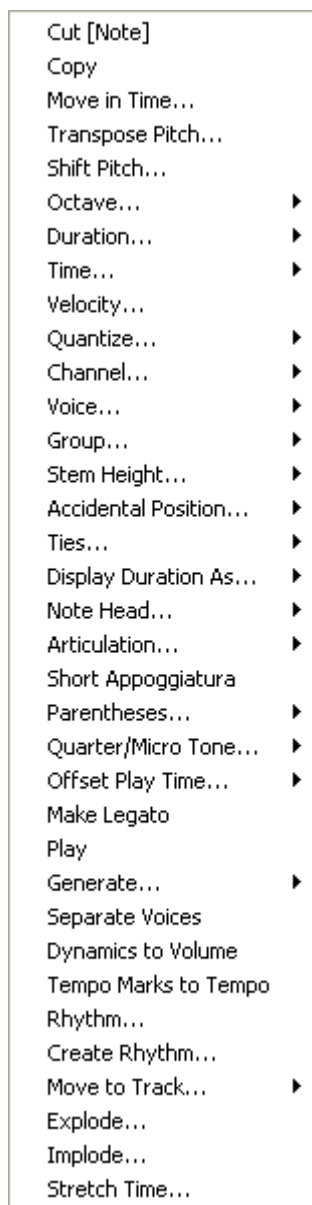 Cut [Note]
Copy
Move in Time...
Transpose Pitch...
Shift Pitch...
Octave...
Duration...
Time...
Velocity...
Quantize...
Channel...
Voice...
Group...
Stem Height...
Accidental Position...
Ties...
Display Duration As...
Note Head...
Articulation...
Short Appoggiatura
Parentheses...
Quarter/Micro Tone...
Offset Play Time...
Make Legato
Play
Generate...
Separate Voices
Dynamics to Volume
Tempo Marks to Tempo
Rhythm...
Create Rhythm...
Move to Track...
Explode...
Implode...
Stretch Time...